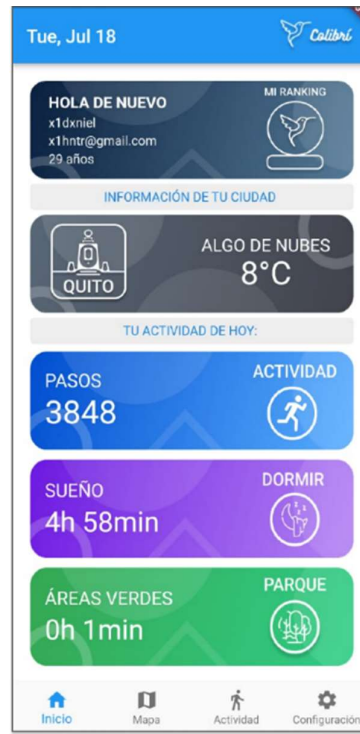 Tue, Jul 18
Colibrí
HOLA DE NUEVO
x1dxniel
x1hntr@gmail.com
29 años
MI RANKING
INFORMACIÓN DE TU CIUDAD
QUITO
ALGO DE NUBES
8°C
TU ACTIVIDAD DE HOY:
PASOS
3848
ACTIVIDAD
SUEÑO
4h 58min
DORMIR
ÁREAS VERDES
0h 1min
PARQUE
Inicio
Mapa
Actividad
Configuración